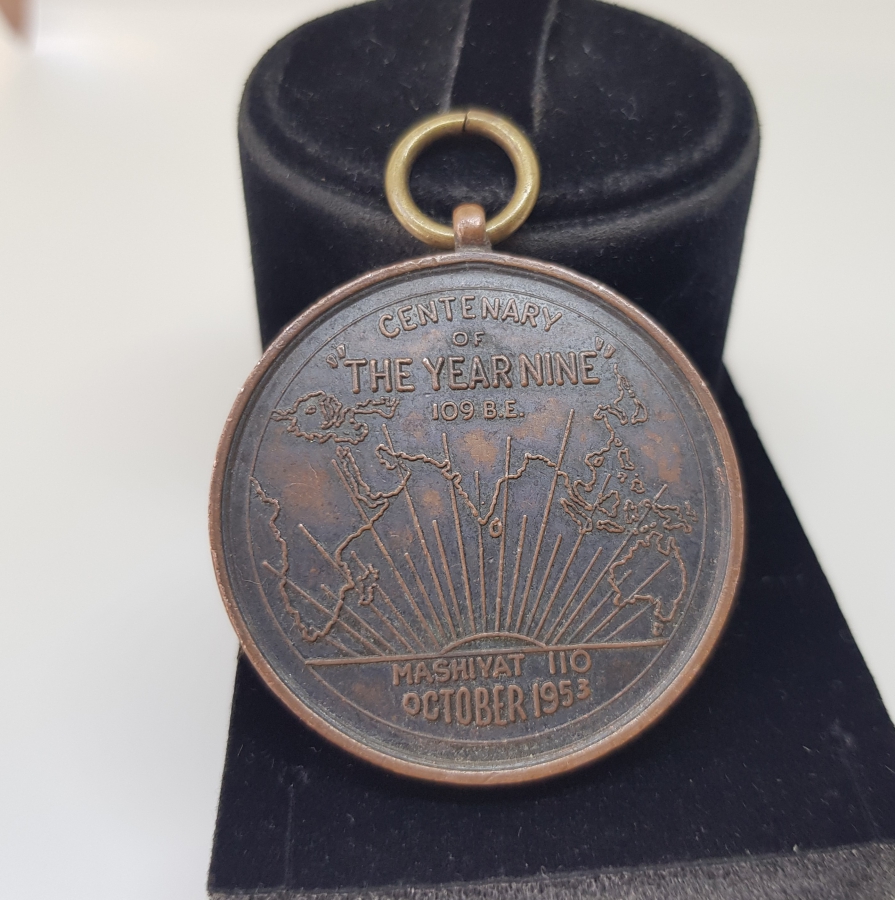 CENTENARY
OF
"THE YEAR NINE"
109 B.E.
MASHIYAT 110
OCTOBER 1953